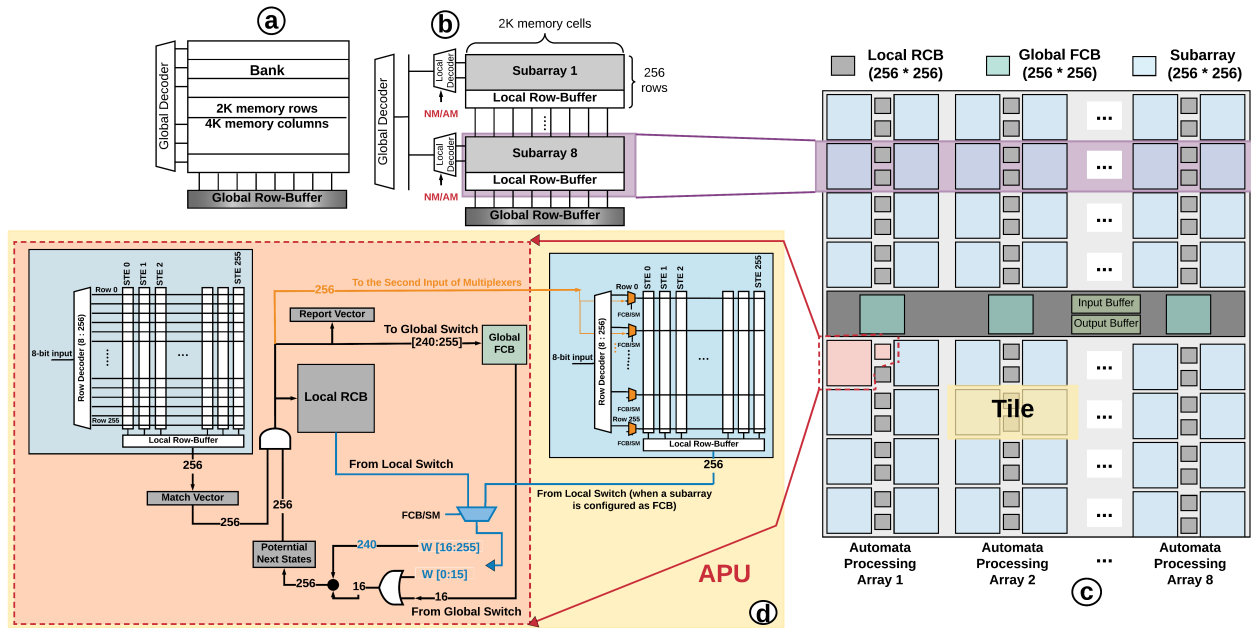 a
Global Decoder
Bank
2K memory rows
4K memory columns
Global Row-Buffer
b
2K memory cells
Global Decoder
Local
Decoder
NM/AM
Subarray 1
Local Row-Buffer
256
rows
Local
Decoder
NM/AM
Subarray 8
Local Row-Buffer
Global Row-Buffer
Local RCB
(256 * 256)
Global FCB
(256 * 256)
Subarray
(256 * 256)
...
...
...
...
Input Buffer
Output Buffer
...
Tile
...
...
...
Automata
Processing
Array 1
Automata
Processing
Array 2
...
Automata
Processing
Array 8
c
8-bit input
Row Decoder (8 : 256)
Row 0
STE 0
STE 1
STE 2
STE 255
...
Row 255
Local Row-Buffer
256
Match Vector
256
256
To the Second Input of Multiplexers
Report Vector
To Global Switch
[240:255]
Global
FCB
Local RCB
From Local Switch
256
Potenntial
Next States
256
240
W [16:255]
W [0:15]
16
16
From Global Switch
FCB/SM
8-bit input
Row Decoder (8 : 256)
Row 0
FCB/SM
FCB/SM
FCB/SM
Row 255
FCB/SM
STE 0
STE 1
STE 2
STE 255
...
Local Row-Buffer
256
From Local Switch (when a subarray
is configured as FCB)
APU
d